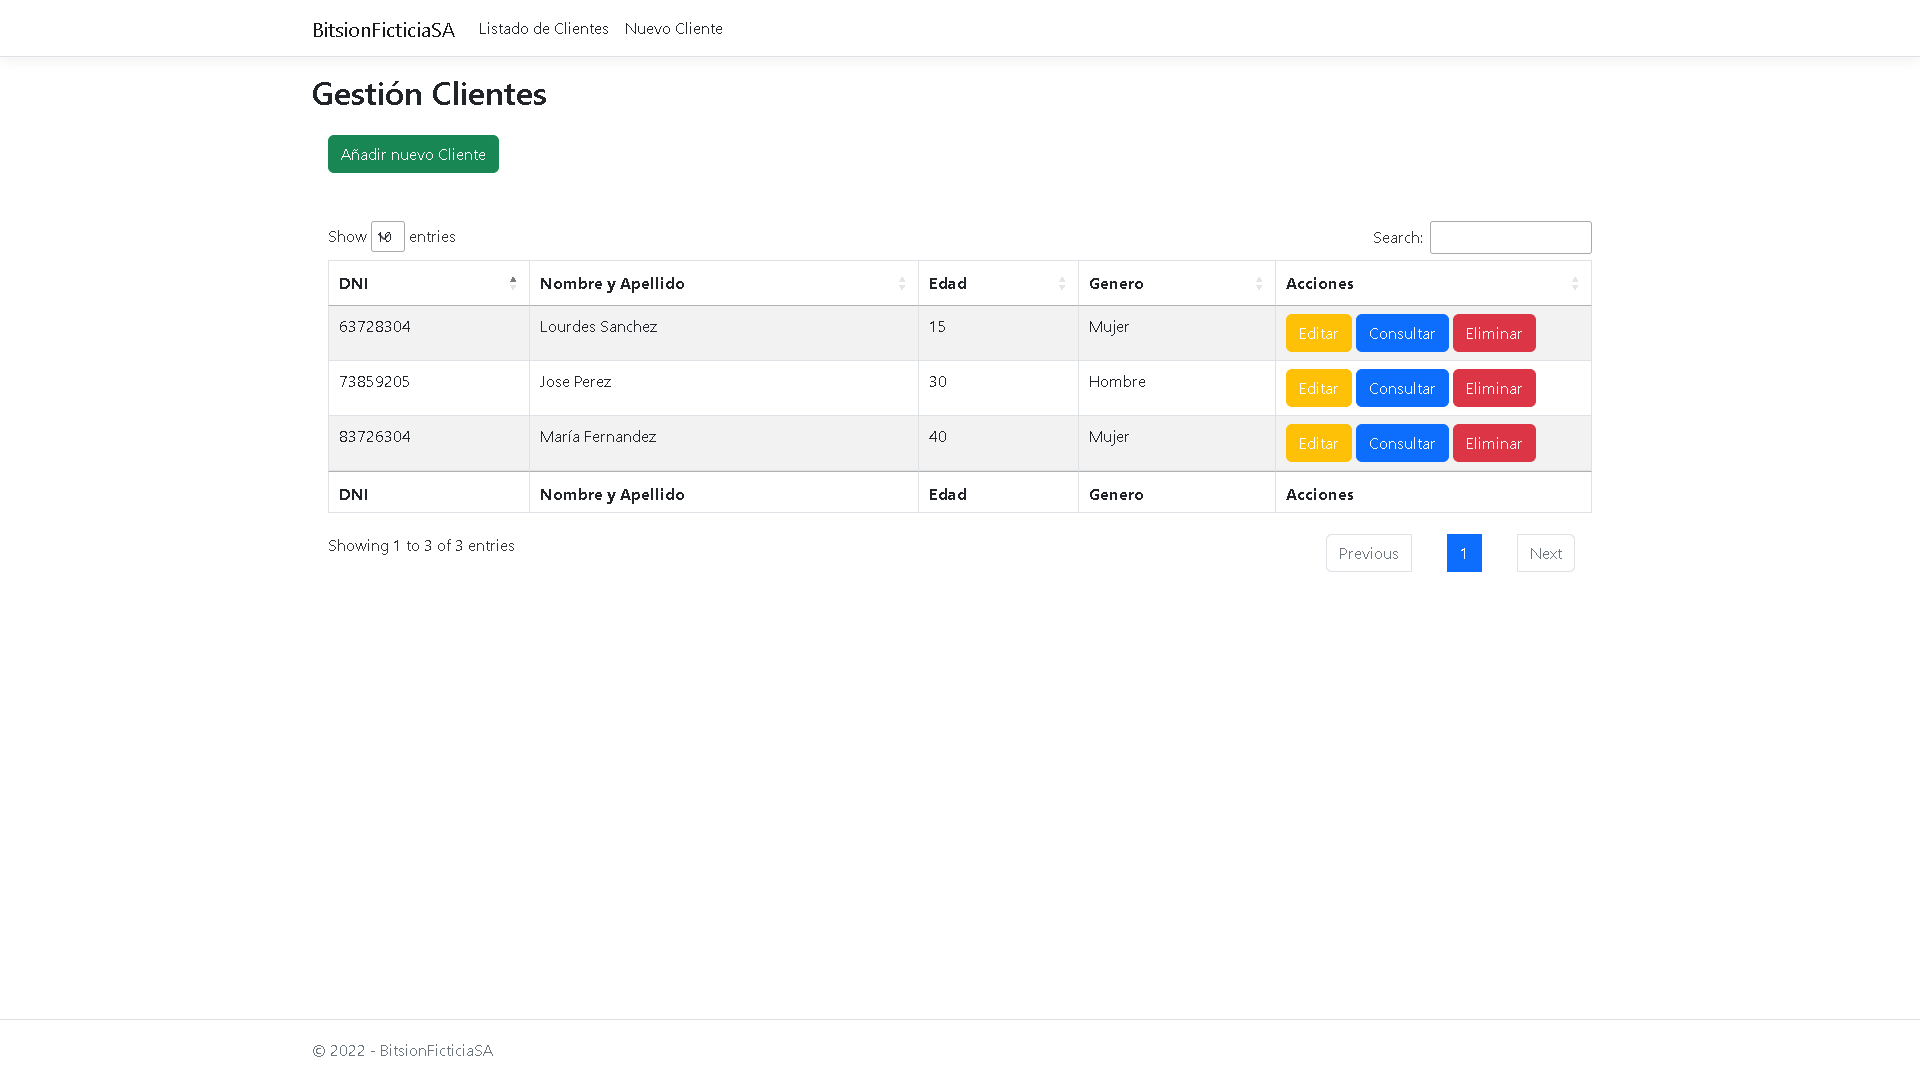 BitsionFicticiaSA Listado de Clientes Nuevo Cliente
Gestión Clientes
Añadir nuevo Cliente
Show 10 entries Search:
DNI Nombre y Apellido Edad Genero Acciones
63728304 Lourdes Sanchez 15 Mujer Editar Consultar Eliminar
73859205 Jose Perez 30 Hombre Editar Consultar Eliminar
83726304 María Fernandez 40 Mujer Editar Consultar Eliminar
DNI Nombre y Apellido Edad Genero Acciones
Showing 1 to 3 of 3 entries Previous 1 Next
© 2022 - BitsionFicticiaSA